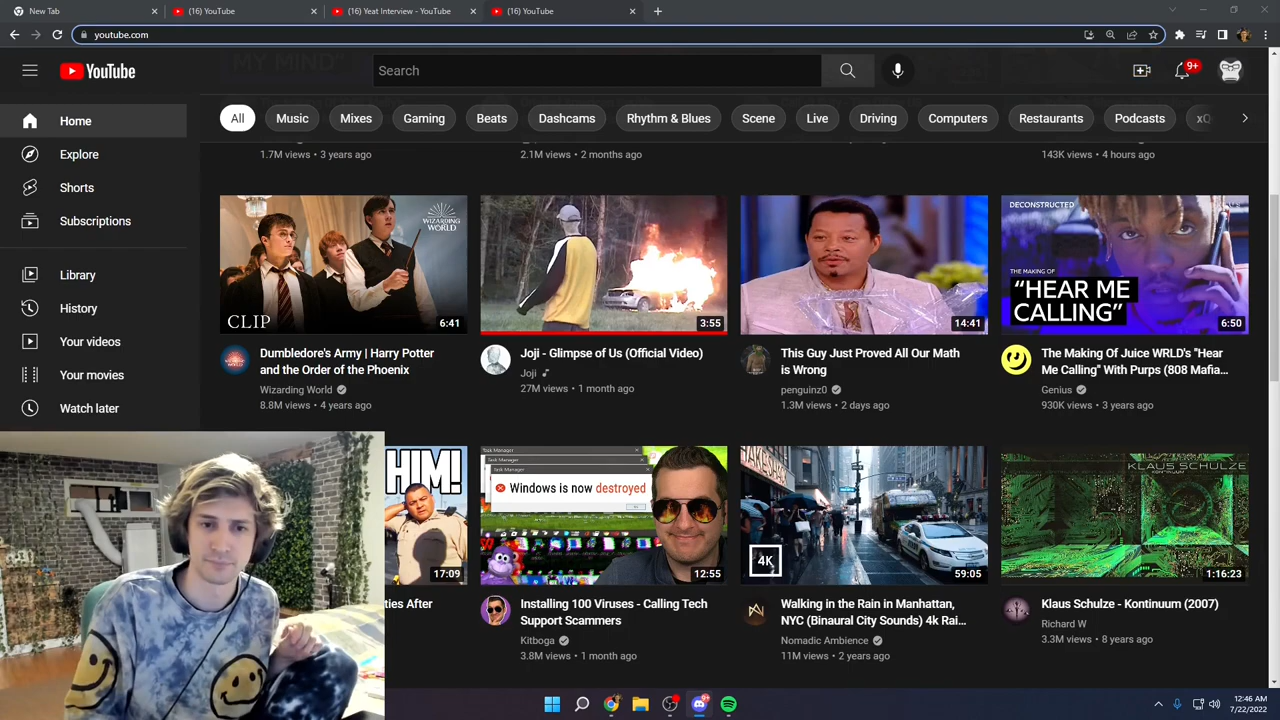 New Tab
(16) YouTube
(16) Yeat Interview - YouTube
(16) YouTube
youtube.com
YouTube
Search
9+
MY MIND"
All
Music
Mixes
Gaming
Beats
Dashcams
Rhythm & Blues
Scene
Live
Driving
Computers
Restaurants
Podcasts
xQ
Home
Explore
Shorts
Subscriptions
Library
History
Your videos
Your movies
Watch later
1.7M views • 3 years ago
2.1M views • 2 months ago
143K views • 4 hours ago
WIZARDING WORLD
CLIP
6:41
Dumbledore's Army | Harry Potter
and the Order of the Phoenix
Wizarding World
8.8M views • 4 years ago
3:55
Joji - Glimpse of Us (Official Video)
Joji
27M views • 1 month ago
14:41
This Guy Just Proved All Our Math
is Wrong
penguinz0
1.3M views • 2 days ago
DECONSTRUCTED
THE MAKING OF
"HEAR ME
CALLING"
6:50
The Making Of Juice WRLD's "Hear
Me Calling" With Purps (808 Mafia...
Genius
930K views • 3 years ago
HIM!
17:09
ties After
Task Manager
Task Manager
Task Manager
Windows is now destroyed
12:55
Installing 100 Viruses - Calling Tech
Support Scammers
Kitboga
3.8M views • 1 month ago
4K
59:05
Walking in the Rain in Manhattan,
NYC (Binaural City Sounds) 4k Rai...
Nomadic Ambience
11M views • 2 years ago
KLAUS SCHULZE
1:16:23
Klaus Schulze - Kontinuum (2007)
Richard W
3.3M views • 8 years ago
12:46 AM
7/22/2022